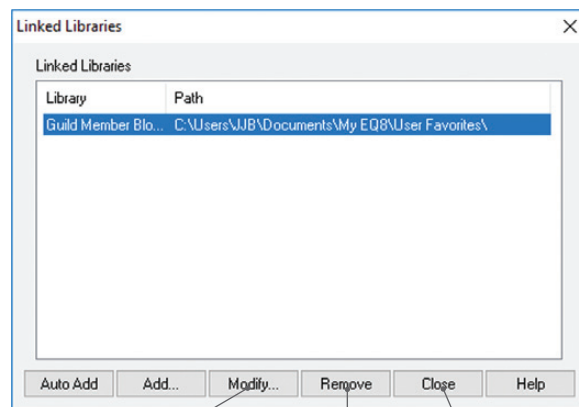 Linked Libraries
Linked Libraries
Library Path
Guild Member Blo... C:\Users\JJB\Documents\My EQ8\User Favorites\
Auto Add Add... Modify... Remove Close Help